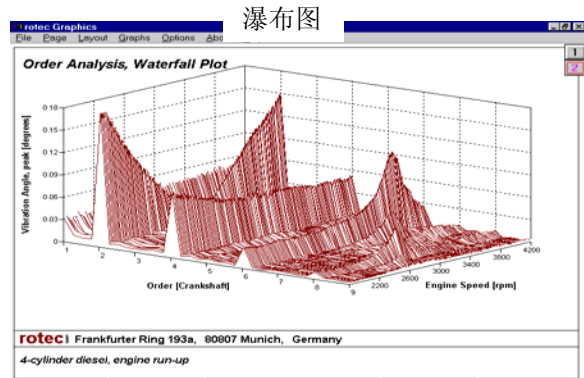 瀑布图
rotec Graphics
File Page Layout Graphs Options
1
2
Order Analysis, Waterfall Plot
0.18
0.15
0.12
0.09
0.06
0.03
0
Vibration Angle, peak [degrees]
1 2 4 5 6 7 8 9
Order [Crankshaft]
2200 2600 3000 3400 3800 4200
Engine Speed [rpm]
rotec Frankfurter Ring 193a, 80807 Munich, Germany
4-cylinder diesel, engine run-up